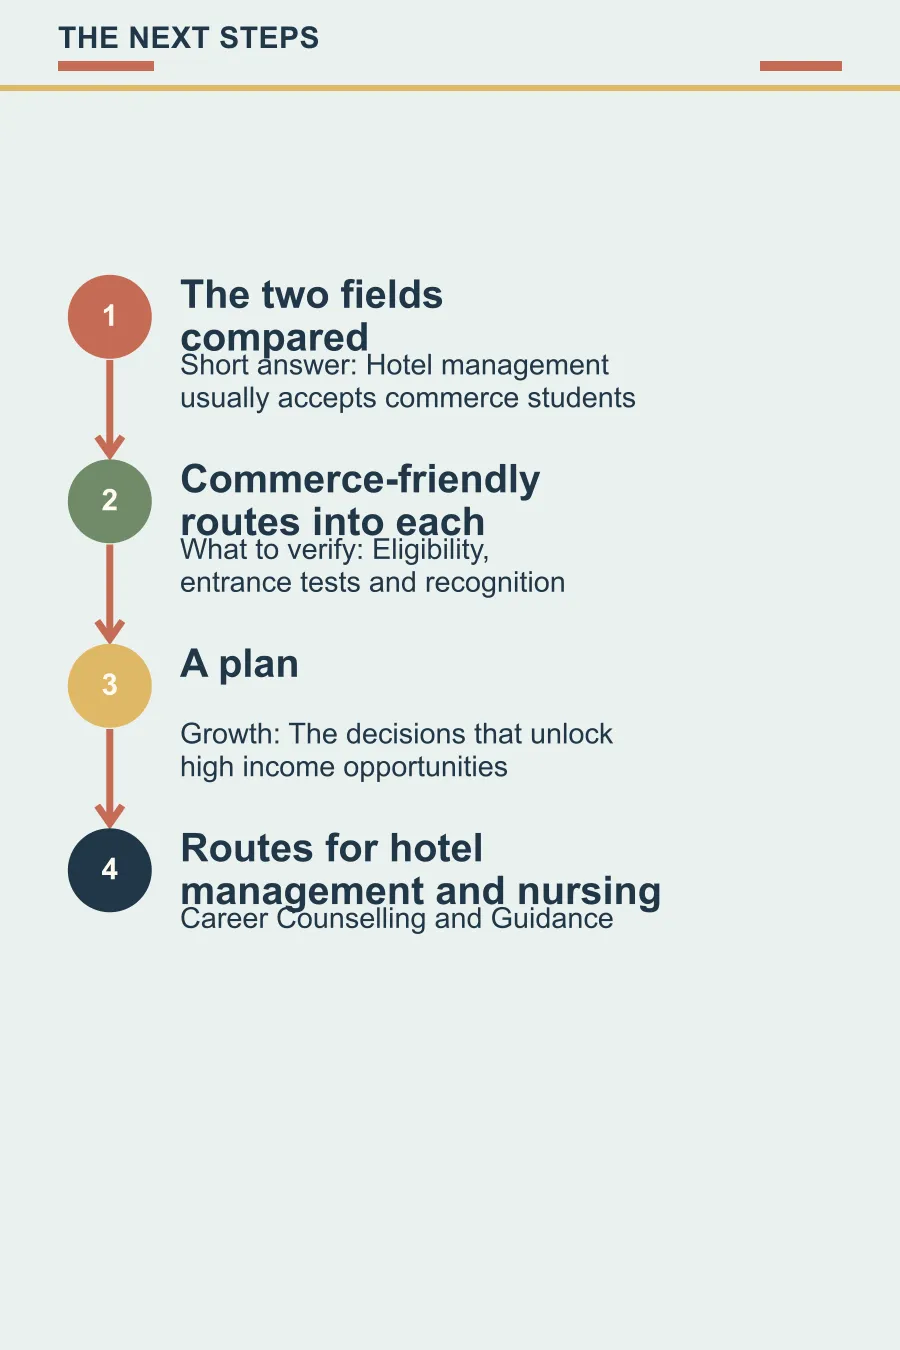 THE NEXT STEPS
1
The two fields
compared
Short answer: Hotel management
usually accepts commerce students
2
Commerce-friendly
routes into each
What to verify: Eligibility,
entrance tests and recognition
3
A plan
Growth: The decisions that unlock
high income opportunities
4
Routes for hotel
management and nursing
Career Counselling and Guidance